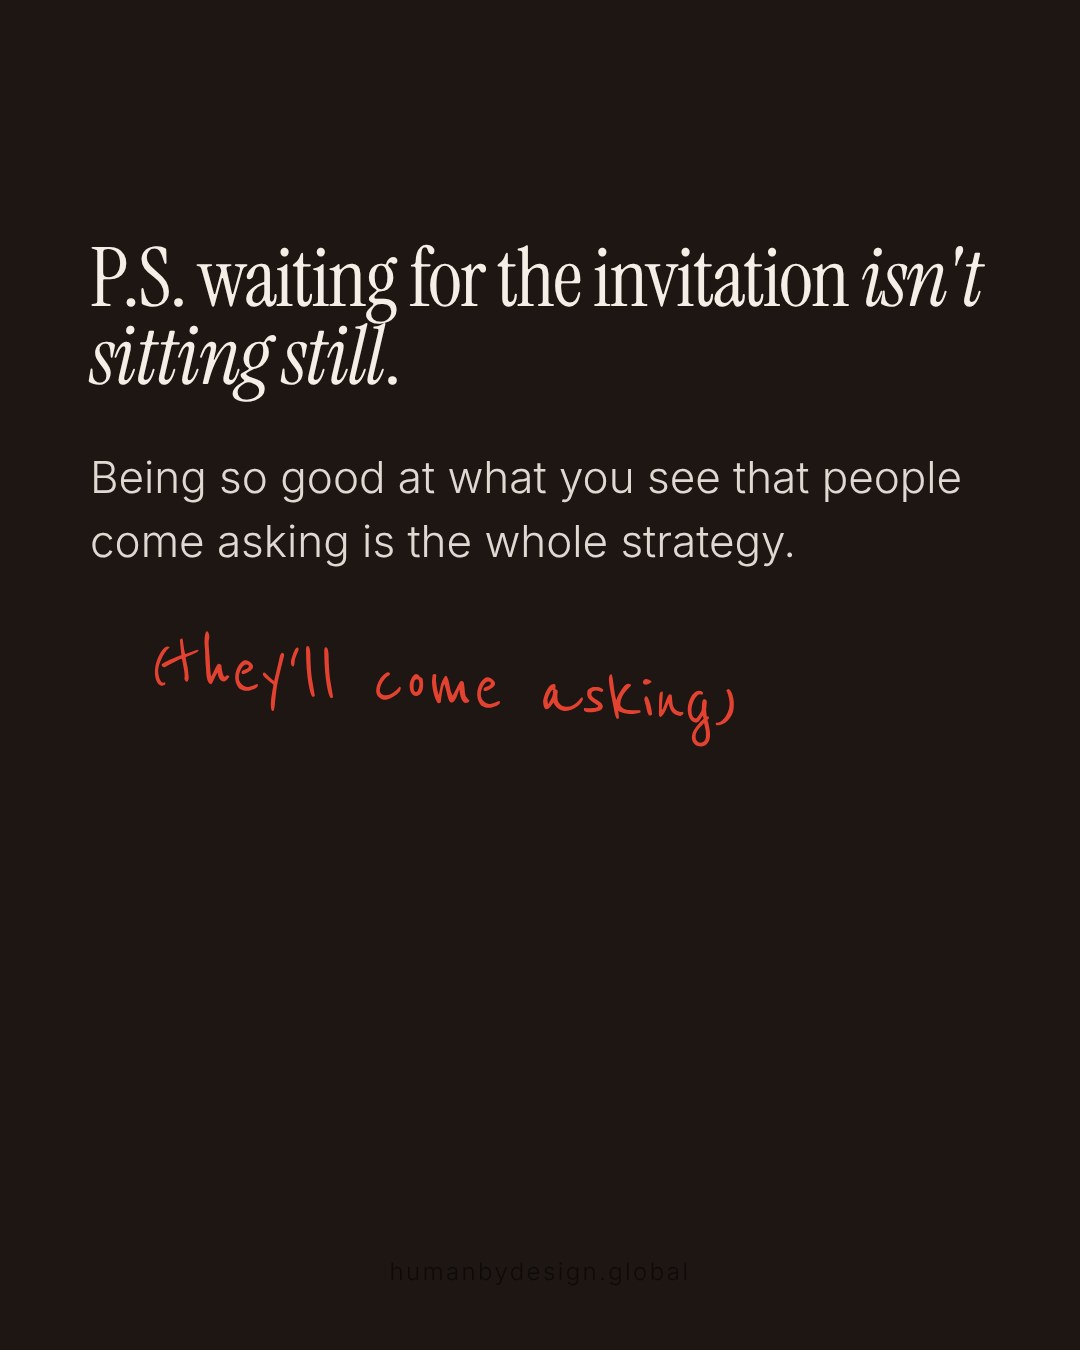 P.S. waiting for the invitation isn't
sitting still.
Being so good at what you see that people
come asking is the whole strategy.
(they'll come asking)
humanbydesign.global